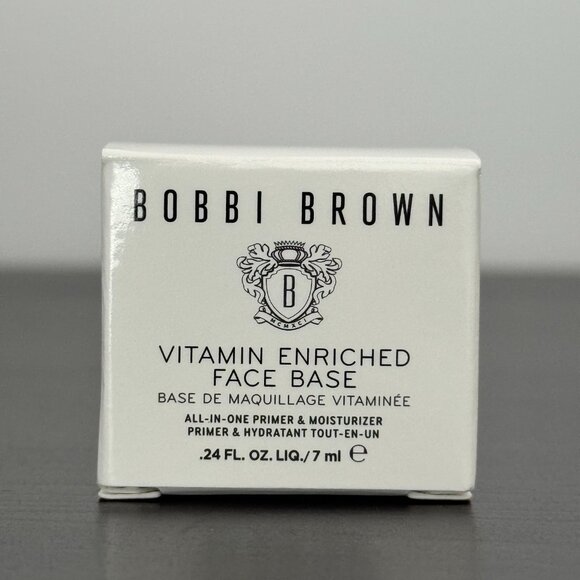 BOBBI BROWN
B
MCMXCI
VITAMIN ENRICHED
FACE BASE
BASE DE MAQUILLAGE VITAMINÉE
ALL-IN-ONE PRIMER & MOISTURIZER
PRIMER & HYDRATANT TOUT-EN-UN
.24 FL. OZ. LIQ./7 ml ℮